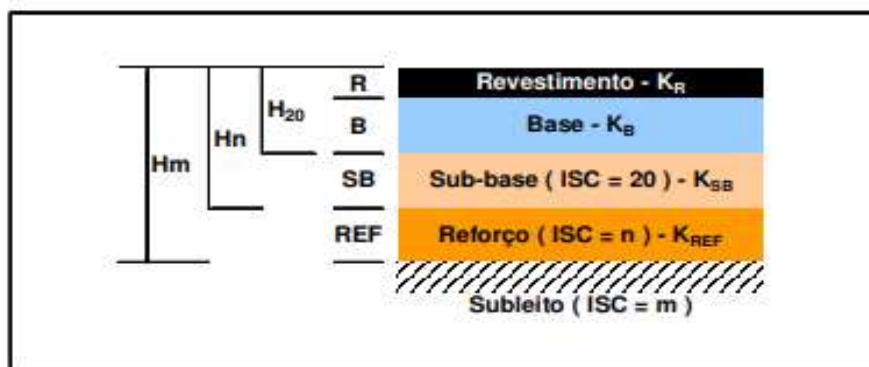 R Revestimento - K_R
H₂₀
B Base - K_B
Hn
Hm
SB Sub-base ( ISC = 20 ) - K_SB
REF Reforço ( ISC = n ) - K_REF
Subleito ( ISC = m )